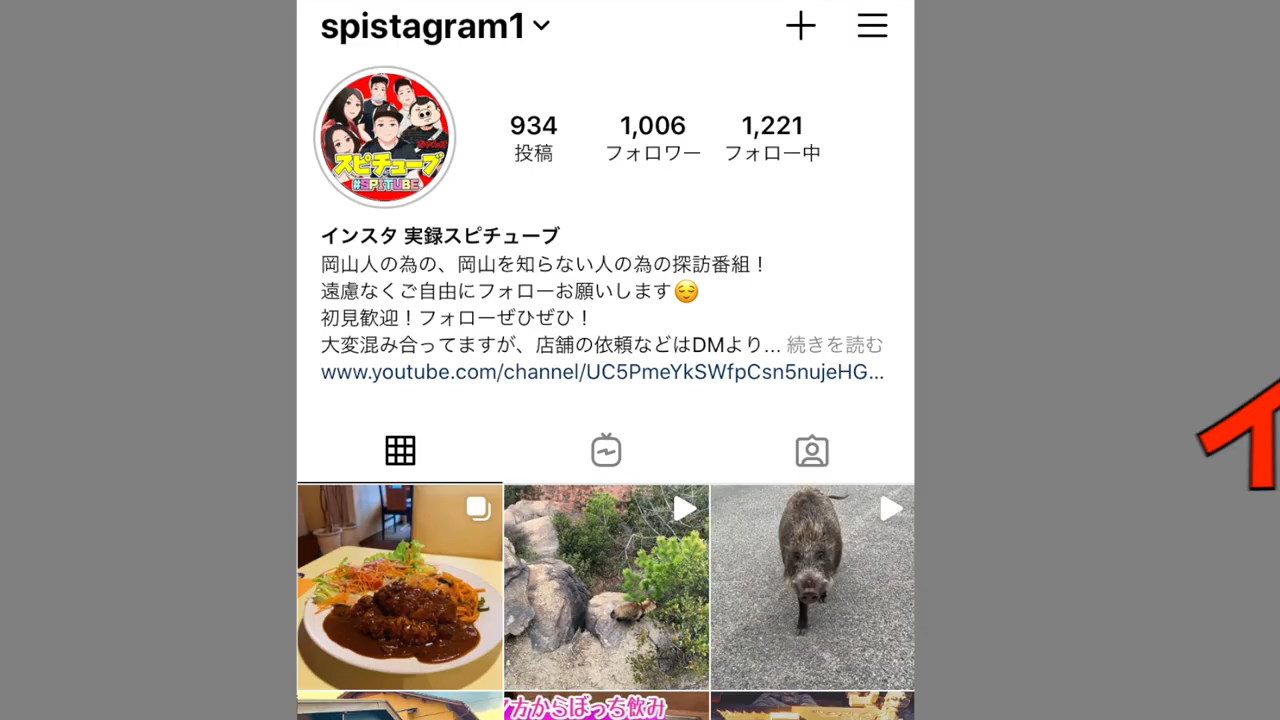 spistagram1
スピチューブ
#SPITUBE
934
投稿
1,006
フォロワー
1,221
フォロー中
インスタ 実録スピチューブ
岡山人の為の、岡山を知らない人の為の探訪番組！
遠慮なくご自由にフォローお願いします😌
初見歓迎！フォローぜひぜひ！
大変混み合ってますが、店舗の依頼などはDMより... 続きを読む
www.youtube.com/channel/UC5PmeYkSWfpCsn5nujeHG...
方からぼっち飲み
イ